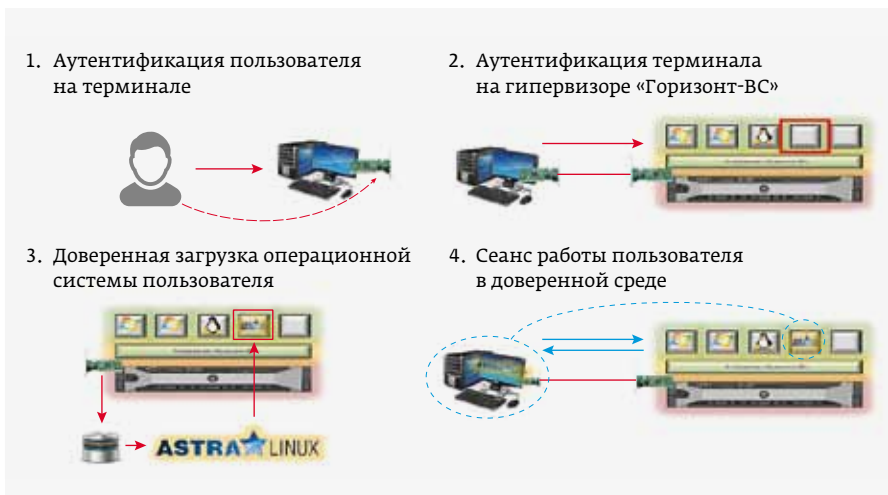 1. Аутентификация пользователя
на терминале
2. Аутентификация терминала
на гипервизоре «Горизонт-ВС»
3. Доверенная загрузка операционной
системы пользователя
ASTRA LINUX
4. Сеанс работы пользователя
в доверенной среде